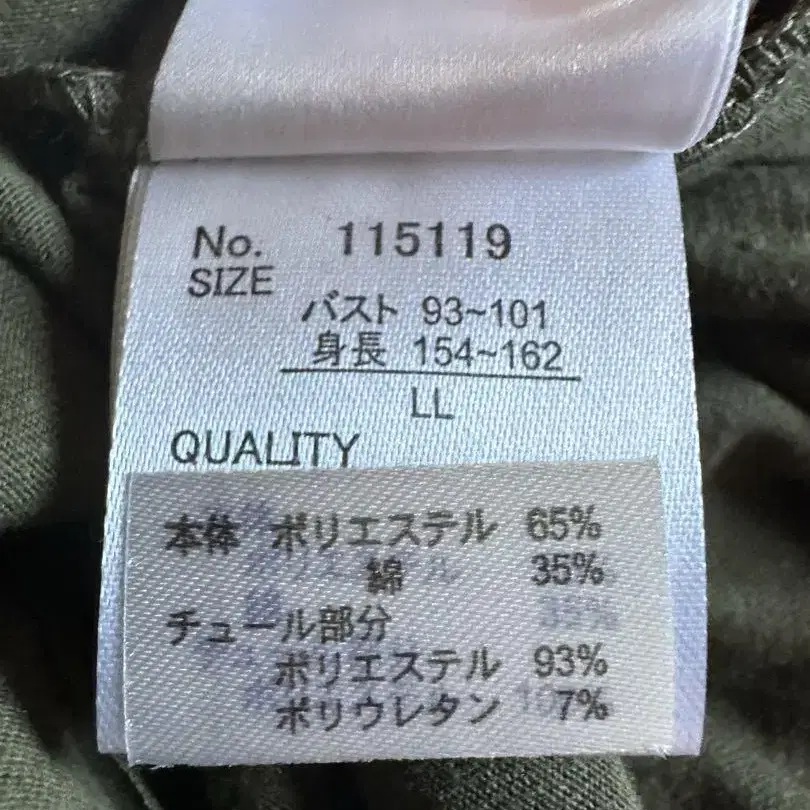 No. 115119
SIZE
バスト 93~101
身長 154~162
LL
QUALITY
本体 ポリエステル 65%
綿 35%
チュール部分
ポリエステル 93%
ポリウレタン 7%